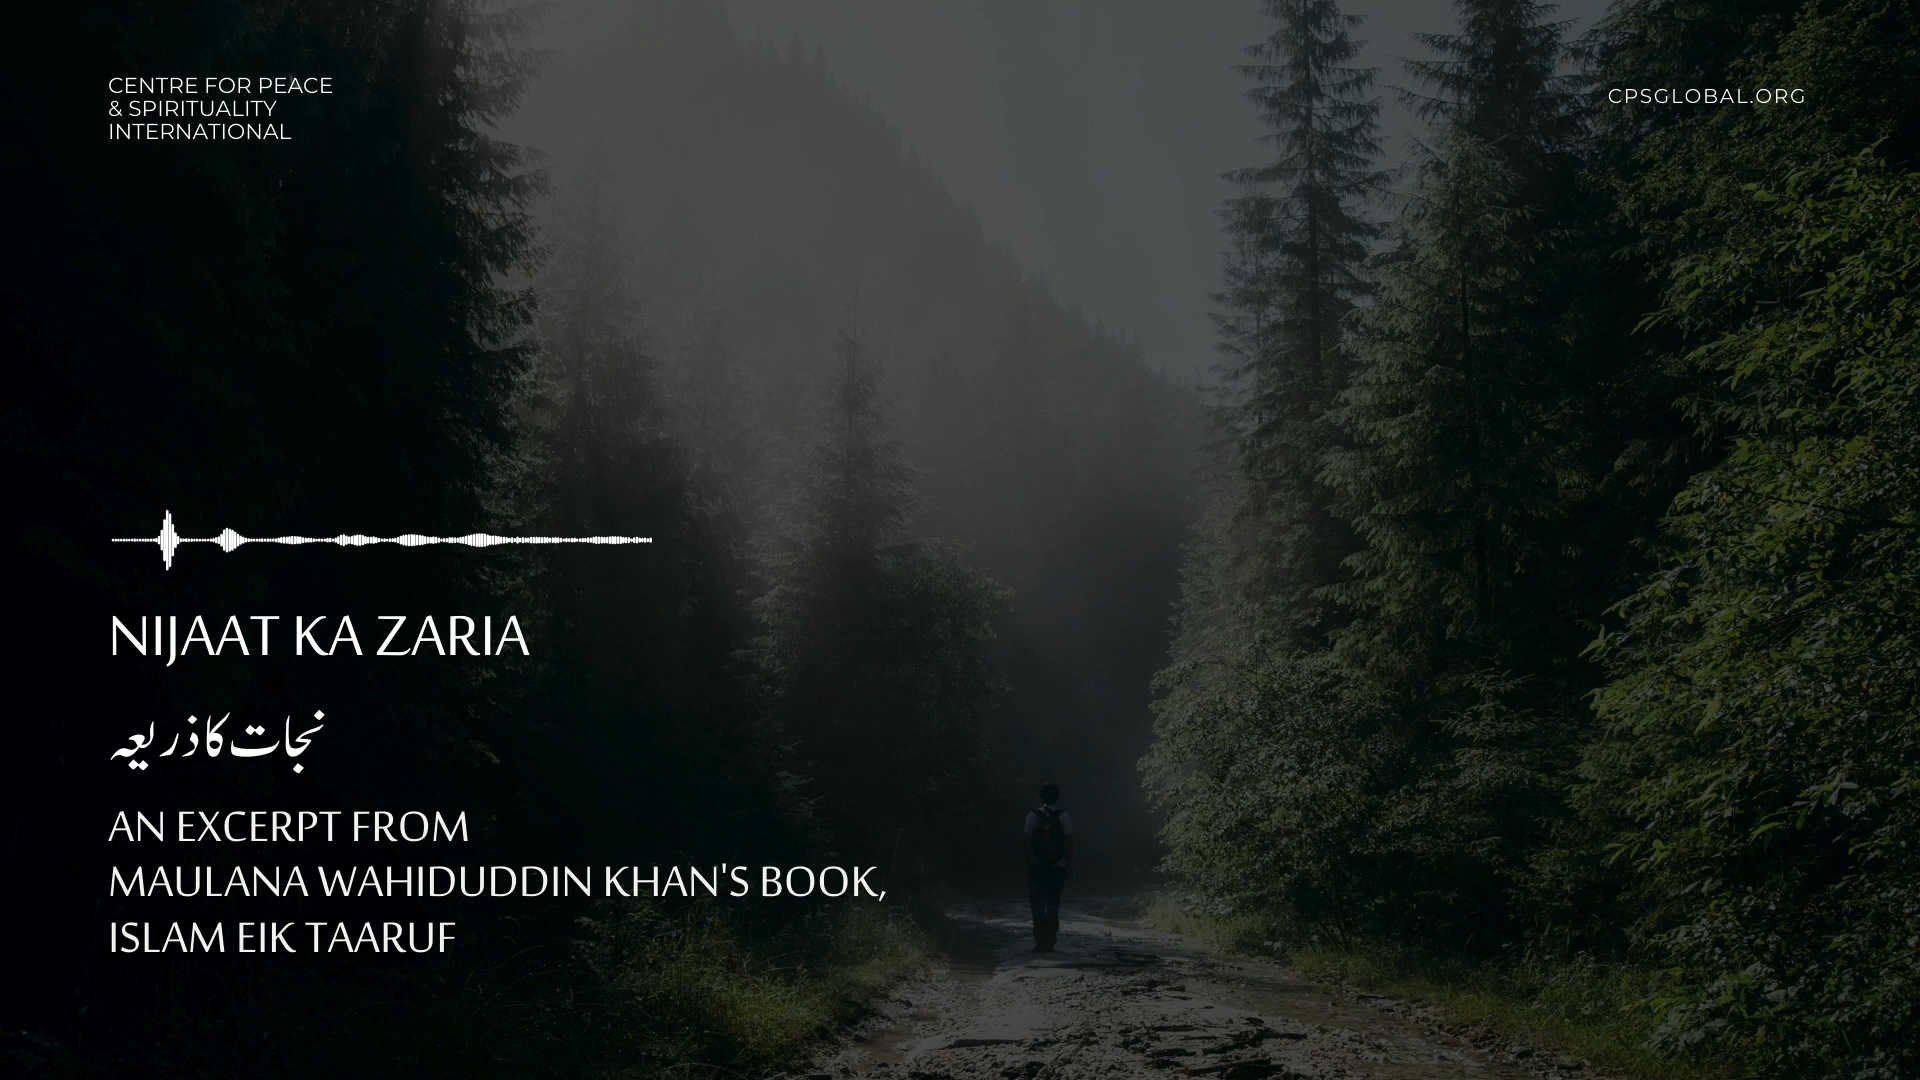 CENTRE FOR PEACE
& SPIRITUALITY
INTERNATIONAL
CPSGLOBAL.ORG
NIJAAT KA ZARIA
نجات کا ذریعہ
AN EXCERPT FROM
MAULANA WAHIDUDDIN KHAN'S BOOK,
ISLAM EIK TAARUF